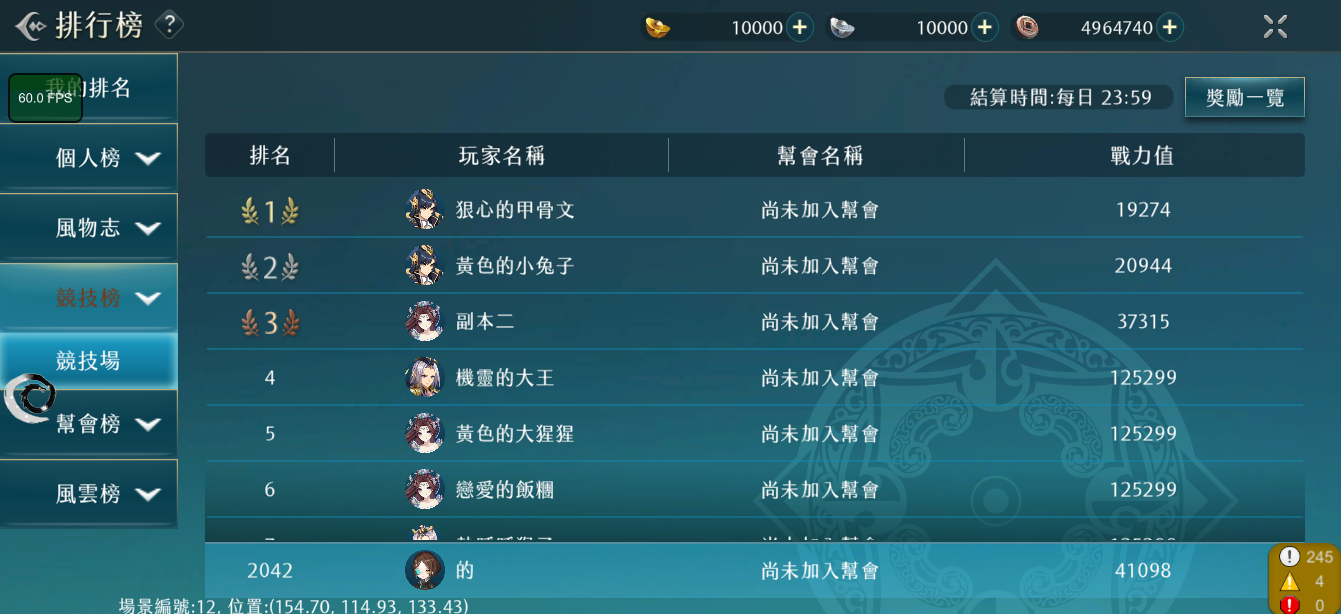 排行榜 ?
10000 + 10000 + 4964740 +
我的排名
60.0 FPS
結算時間:每日 23:59
獎勵一覽
個人榜
風物志
競技榜
競技場
幫會榜
風雲榜
排名 玩家名稱 幫會名稱 戰力值
1 狠心的甲骨文 尚未加入幫會 19274
2 黃色的小兔子 尚未加入幫會 20944
3 副本二 尚未加入幫會 37315
4 機靈的大王 尚未加入幫會 125299
5 黃色的大猩猩 尚未加入幫會 125299
6 戀愛的飯糰 尚未加入幫會 125299
2042 的 尚未加入幫會 41098
245
4
0
場景編號:12, 位置:(154.70, 114.93, 133.43)